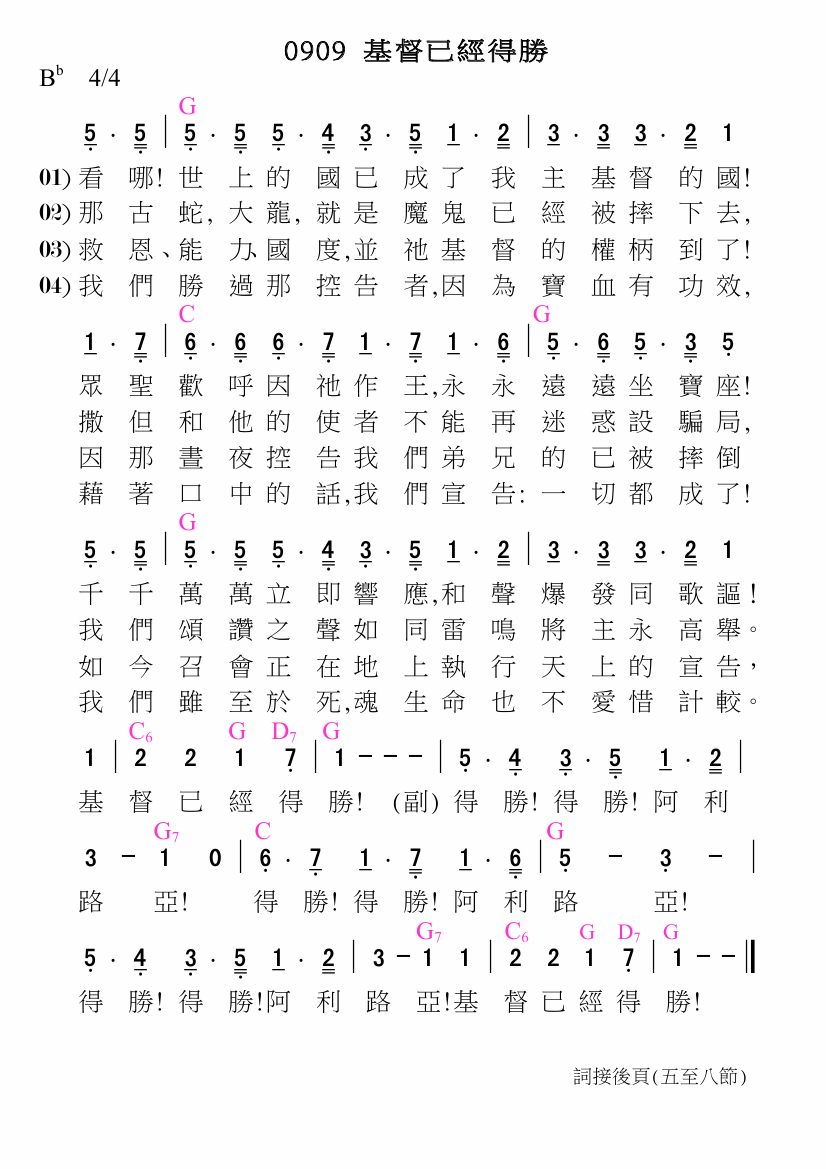 0909 基督已經得勝
Bb 4/4
G
5 · 5 | 5 · 5 5 · 4 3 · 5 1 · 2 | 3 · 3 3 · 2 1
01) 看哪! 世上的國已成了我主基督的國!
02) 那古蛇, 大龍, 就是魔鬼已經被摔下去,
03) 救恩、能力、國度, 並祂基督的權柄到了!
04) 我們勝過那控告者, 因為寶血有功效,
C G
1 · 7 | 6 · 6 6 · 7 1 · 7 1 · 6 | 5 · 6 5 · 3 5
眾聖歡呼因祂作王, 永永遠遠坐寶座!
撒但和他的使者不能再迷惑設騙局,
因那晝夜控告我們弟兄的已被摔倒
藉著口中的話, 我們宣告: 一切都成了!
G
5 · 5 | 5 · 5 5 · 4 3 · 5 1 · 2 | 3 · 3 3 · 2 1
千千萬萬立即響應, 和聲爆發同歌謳!
我們頌讚之聲如同雷鳴將主永高舉。
如今召會正在地上執行天上的宣告,
我們雖至於死, 魂生命也不愛惜計較。
C6 G D7 G
1 | 2 2 1 7 | 1 - - - | 5 · 4 3 · 5 1 · 2 |
基督已經得勝! (副) 得勝! 得勝! 阿利
G7 C G
3 - 1 0 | 6 · 7 1 · 7 1 · 6 | 5 - 3 - |
路亞! 得勝! 得勝! 阿利路亞!
G7 C6 G D7 G
5 · 4 3 · 5 1 · 2 | 3 - 1 1 | 2 2 1 7 | 1 - - ‖
得勝! 得勝! 阿利路亞! 基督已經得勝!
詞接後頁(五至八節)